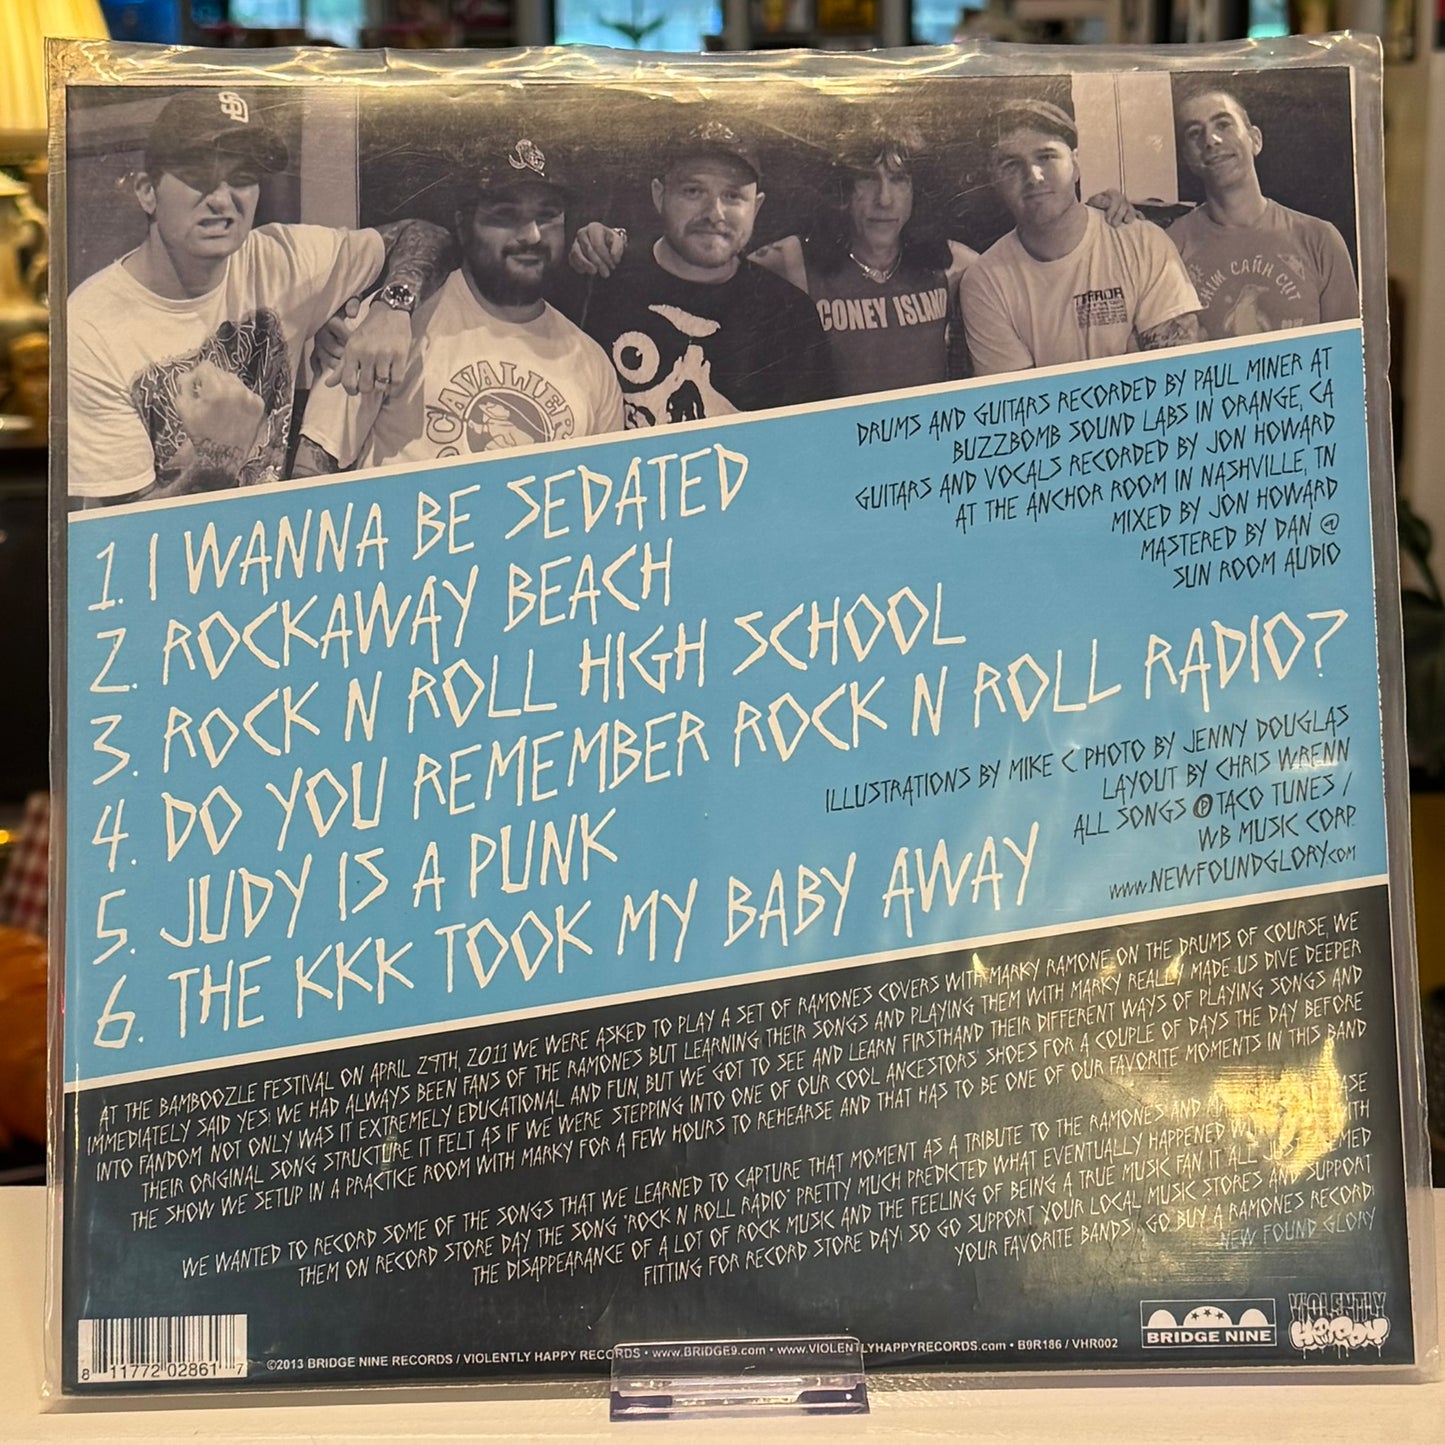 SD
CAVALIERS
CONEY ISLAND
TERROR
DRUMS AND GUITARS RECORDED BY PAUL MINER AT
BUZZBOMB SOUND LABS IN ORANGE, CA
GUITARS AND VOCALS RECORDED BY JON HOWARD
AT THE ANCHOR ROOM IN NASHVILLE, TN
MIXED BY JON HOWARD
MASTERED BY DAN @
SUN ROOM AUDIO
1. I WANNA BE SEDATED
2. ROCKAWAY BEACH
3. ROCK N ROLL HIGH SCHOOL
4. DO YOU REMEMBER ROCK N ROLL RADIO?
5. JUDY IS A PUNK
6. THE KKK TOOK MY BABY AWAY
ILLUSTRATIONS BY MIKE C PHOTO BY JENNY DOUGLAS
LAYOUT BY CHRIS WRENN
ALL SONGS ℗ TACO TUNES /
WB MUSIC CORP.
www.NEWFOUNDGLORY.com
AT THE BAMBOOZLE FESTIVAL ON APRIL 29TH, 2011 WE WERE ASKED TO PLAY A SET OF RAMONES COVERS WITH MARKY RAMONE ON THE DRUMS OF COURSE, WE
IMMEDIATELY SAID YES! WE HAD ALWAYS BEEN FANS OF THE RAMONES BUT LEARNING THEIR SONGS AND PLAYING THEM WITH MARKY REALLY MADE US DIVE DEEPER
INTO FANDOM NOT ONLY WAS IT EXTREMELY EDUCATIONAL AND FUN, BUT WE GOT TO SEE AND LEARN FIRSTHAND THEIR DIFFERENT WAYS OF PLAYING SONGS AND
THEIR ORIGINAL SONG STRUCTURE. IT FELT AS IF WE WERE STEPPING INTO ONE OF OUR COOL ANCESTORS' SHOES FOR A COUPLE OF DAYS THE DAY BEFORE
THE SHOW WE SETUP IN A PRACTICE ROOM WITH MARKY FOR A FEW HOURS TO REHEARSE AND THAT HAS TO BE ONE OF OUR FAVORITE MOMENTS IN THIS BAND
WE WANTED TO RECORD SOME OF THE SONGS THAT WE LEARNED TO CAPTURE THAT MOMENT AS A TRIBUTE TO THE RAMONES AND
THEM ON RECORD STORE DAY THE SONG "ROCK N ROLL RADIO" PRETTY MUCH PREDICTED WHAT EVENTUALLY HAPPENED
THE DISAPPEARANCE OF A LOT OF ROCK MUSIC AND THE FEELING OF BEING A TRUE MUSIC FAN IT ALL JUST SEEMED
FITTING FOR RECORD STORE DAY! SO GO SUPPORT YOUR LOCAL MUSIC STORES AND SUPPORT
YOUR FAVORITE BANDS! GO BUY A RAMONES RECORD!
NEW FOUND GLORY
8 11772 02861 7
©2013 BRIDGE NINE RECORDS / VIOLENTLY HAPPY RECORDS • www.BRIDGE9.com • www.VIOLENTLYHAPPYRECORDS.com • B9R186 / VHR002
BRIDGE NINE
VIOLENTLY
HAPPY